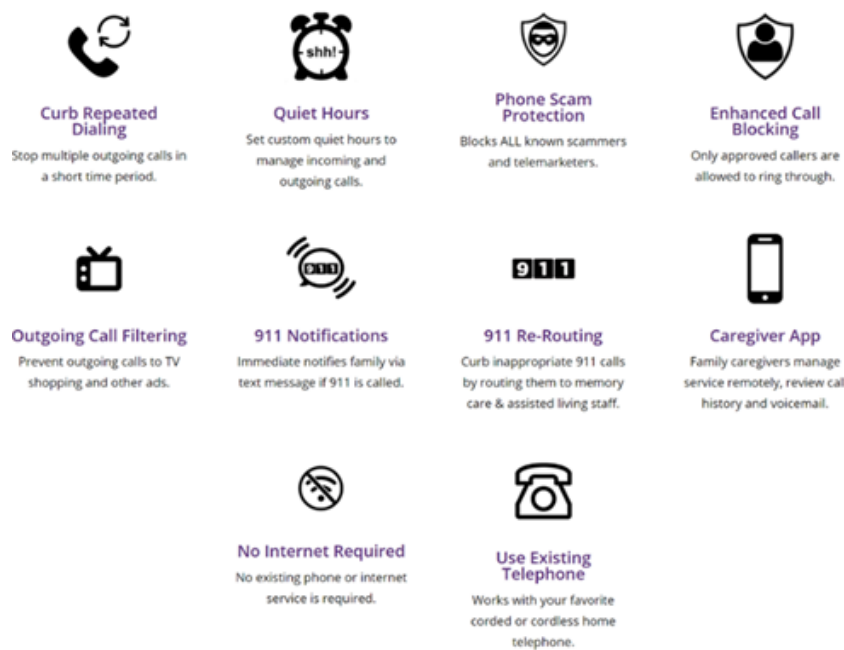 shh!
Curb Repeated
Dialing
Stop multiple outgoing calls in
a short time period.
Quiet Hours
Set custom quiet hours to
manage incoming and
outgoing calls.
Phone Scam
Protection
Blocks ALL known scammers
and telemarketers.
Enhanced Call
Blocking
Only approved callers are
allowed to ring through.
Outgoing Call Filtering
Prevent outgoing calls to TV
shopping and other ads.
911
911 Notifications
Immediate notifies family via
text message if 911 is called.
911
911 Re-Routing
Curb inappropriate 911 calls
by routing them to memory
care & assisted living staff.
Caregiver App
Family caregivers manage
service remotely, review call
history and voicemail.
No Internet Required
No existing phone or internet
service is required.
Use Existing
Telephone
Works with your favorite
corded or cordless home
telephone.